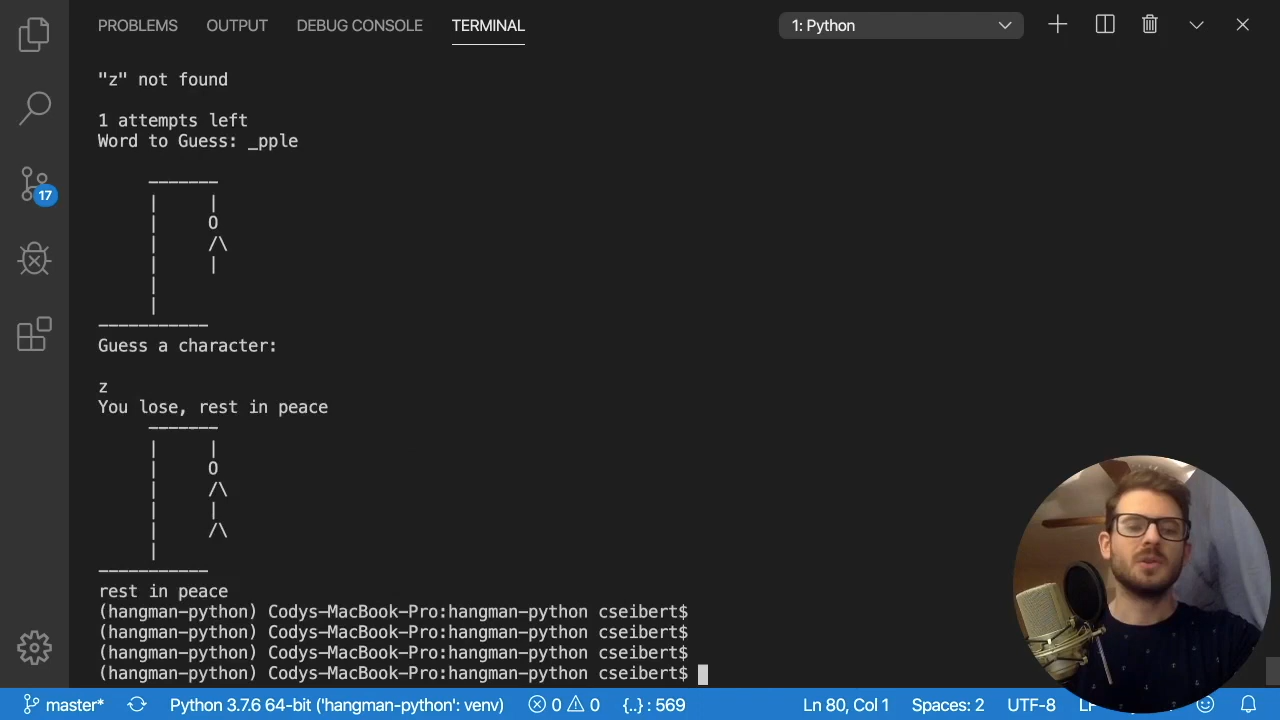 PROBLEMS OUTPUT DEBUG CONSOLE TERMINAL 1: Python
"z" not found
1 attempts left
Word to Guess: _pple
-------
|     |
|     O
|     /\
|     |
|
|
-----------
Guess a character:
z
You lose, rest in peace
-------
|     |
|     O
|     /\
|     |
|     /\
|
-----------
rest in peace
(hangman-python) Codys-MacBook-Pro:hangman-python cseibert$
(hangman-python) Codys-MacBook-Pro:hangman-python cseibert$
(hangman-python) Codys-MacBook-Pro:hangman-python cseibert$
(hangman-python) Codys-MacBook-Pro:hangman-python cseibert$
17
master* Python 3.7.6 64-bit ('hangman-python': venv) 0 0 {..} : 569 Ln 80, Col 1 Spaces: 2 UTF-8